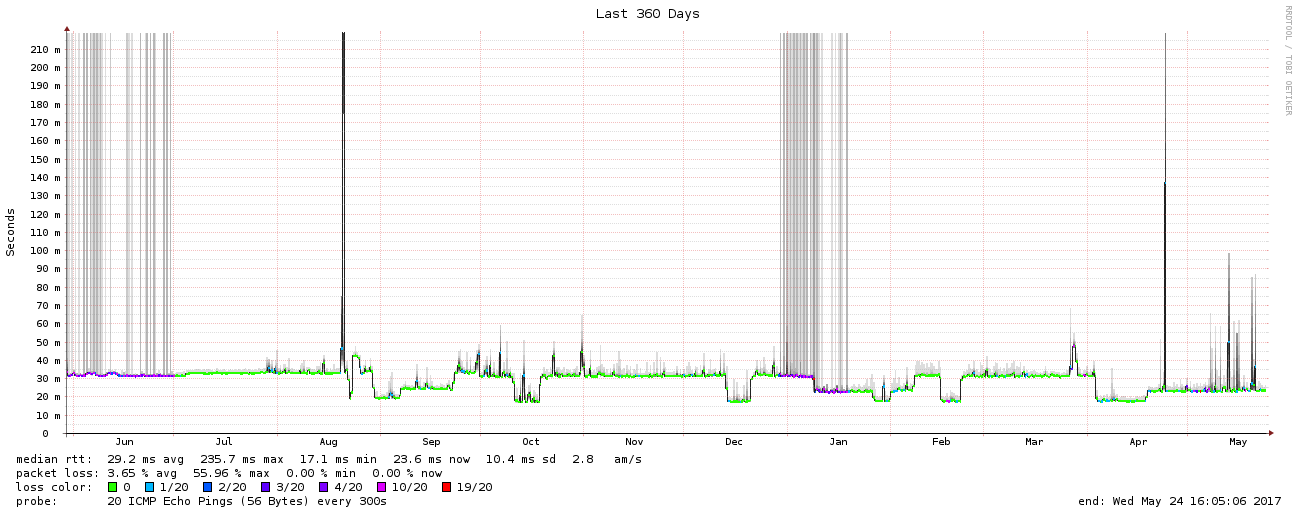 Last 360 Days
RRDTOOL / TOBI OETIKER
Seconds
210 m
200 m
190 m
180 m
170 m
160 m
150 m
140 m
130 m
120 m
110 m
100 m
90 m
80 m
70 m
60 m
50 m
40 m
30 m
20 m
10 m
0
Jun Jul Aug Sep Oct Nov Dec Jan Feb Mar Apr May
median rtt: 29.2 ms avg 235.7 ms max 17.1 ms min 23.6 ms now 10.4 ms sd 2.8 am/s
packet loss: 3.65 % avg 55.96 % max 0.00 % min 0.00 % now
loss color: 0 1/20 2/20 3/20 4/20 10/20 19/20
probe: 20 ICMP Echo Pings (56 Bytes) every 300s
end: Wed May 24 16:05:06 2017